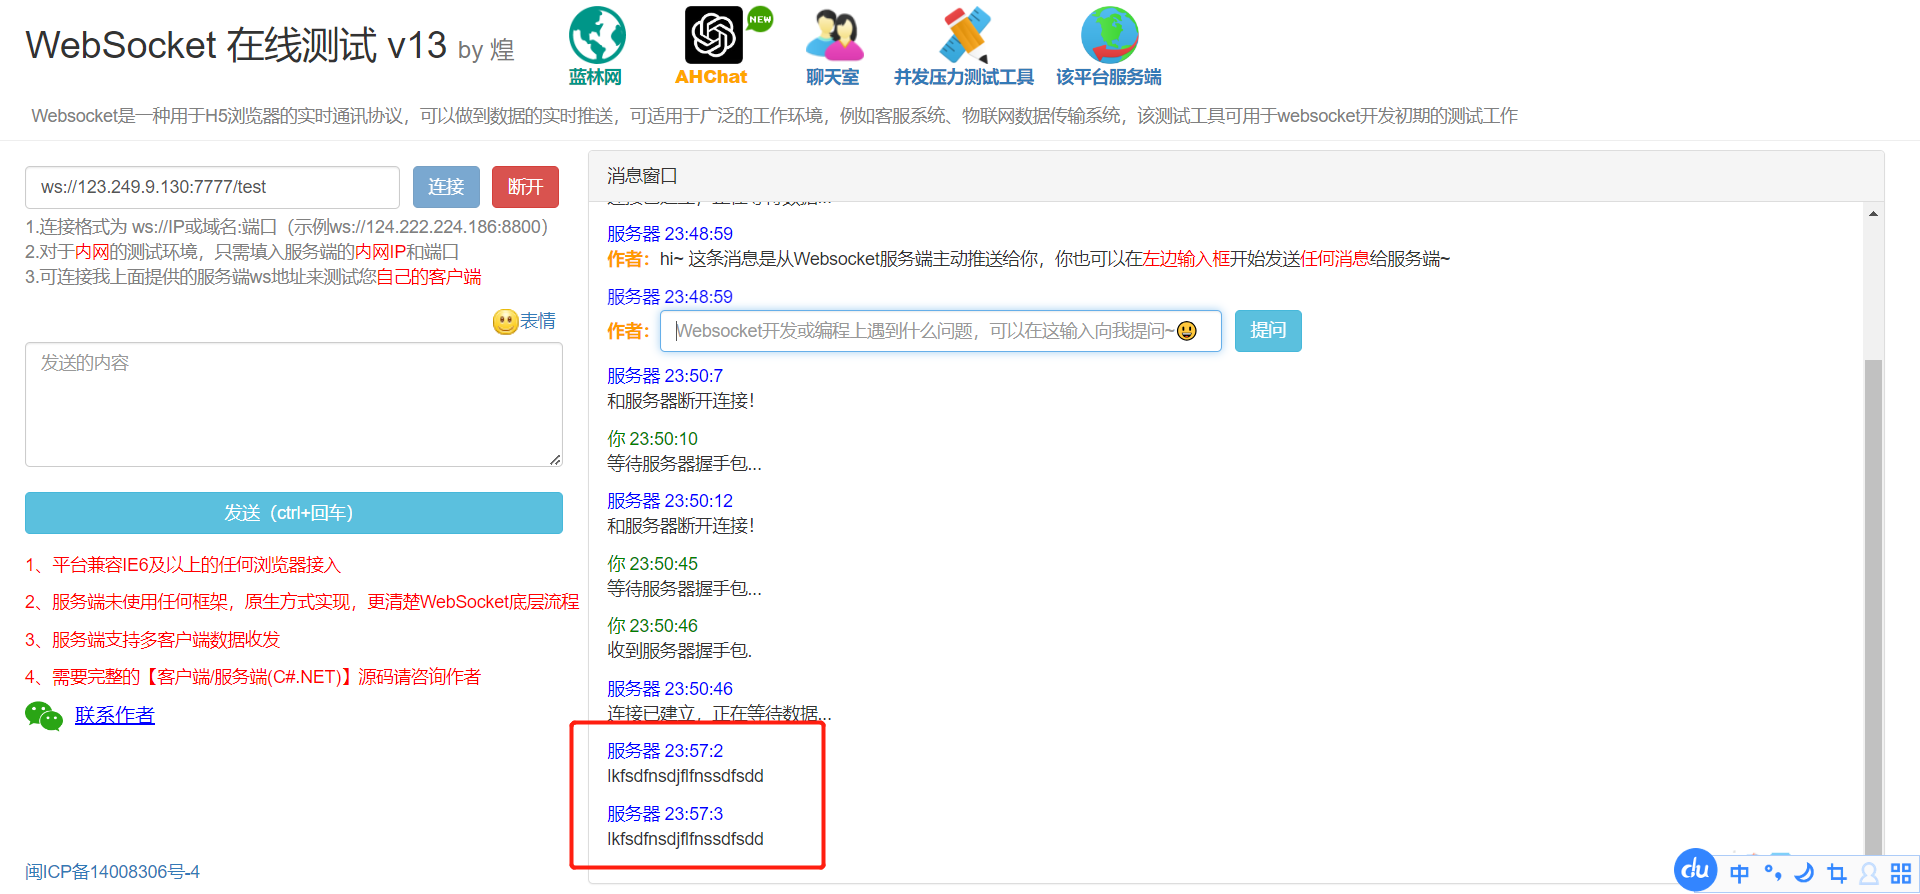 WebSocket 在线测试 v13 by 煌
蓝林网
NEW
AHChat
聊天室
并发压力测试工具
该平台服务端
Websocket是一种用于H5浏览器的实时通讯协议，可以做到数据的实时推送，可适用于广泛的工作环境，例如客服系统、物联网数据传输系统，该测试工具可用于websocket开发初期的测试工作
ws://123.249.9.130:7777/test
连接
断开
1.连接格式为 ws://IP或域名:端口（示例ws://124.222.224.186:8800）
2.对于内网的测试环境，只需填入服务端的内网IP和端口
3.可连接我上面提供的服务端ws地址来测试您自己的客户端
表情
发送的内容
发送（ctrl+回车）
1、平台兼容IE6及以上的任何浏览器接入
2、服务端未使用任何框架，原生方式实现，更清楚WebSocket底层流程
3、服务端支持多客户端数据收发
4、需要完整的【客户端/服务端(C#.NET)】源码请咨询作者
联系作者
闽ICP备14008306号-4
消息窗口
连接已建立，正在等待数据...
服务器 23:48:59
作者：hi~ 这条消息是从Websocket服务端主动推送给你，你也可以在左边输入框开始发送任何消息给服务端~
服务器 23:48:59
作者：Websocket开发或编程上遇到什么问题，可以在这输入向我提问~😃 提问
服务器 23:50:7
和服务器断开连接！
你 23:50:10
等待服务器握手包...
服务器 23:50:12
和服务器断开连接！
你 23:50:45
等待服务器握手包...
你 23:50:46
收到服务器握手包.
服务器 23:50:46
连接已建立，正在等待数据...
服务器 23:57:2
lkfsdfnsdjflfnssdfsdd
服务器 23:57:3
lkfsdfnsdjflfnssdfsdd
du 中